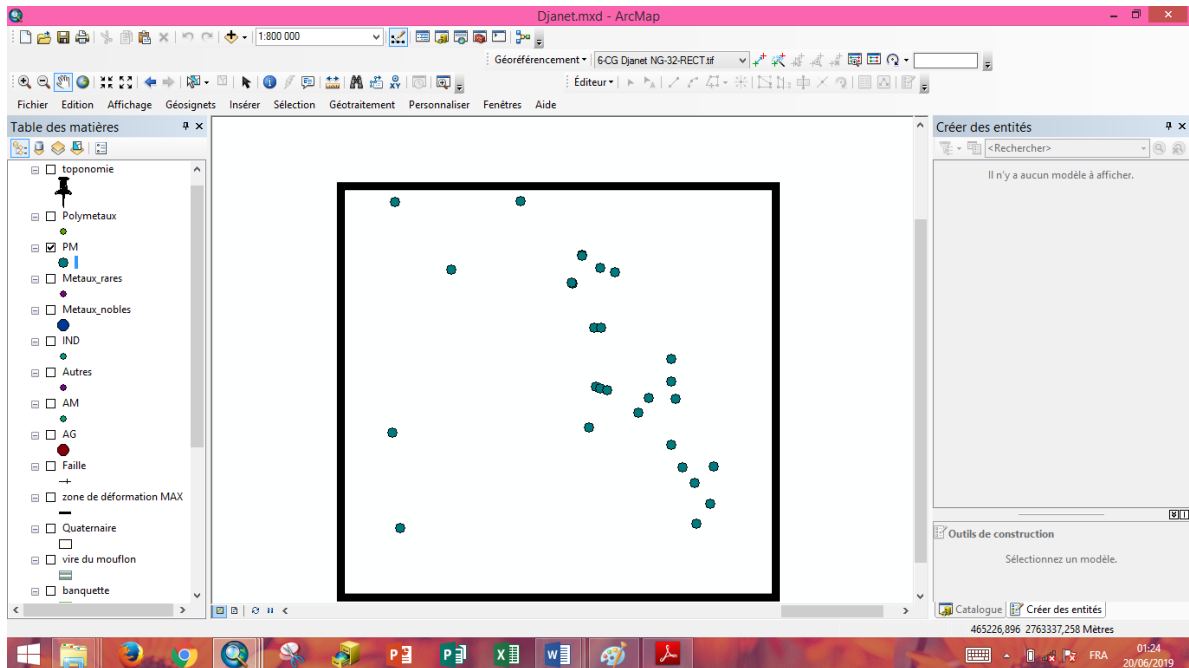 Djanet.mxd - ArcMap
1:800 000
Géoréférencement
6-CG Djanet NG-32-RECT.tif
Éditeur
Fichier Edition Affichage Géosignets Insérer Sélection Géotraitement Personnaliser Fenêtres Aide
Table des matières
toponomie
Polymetaux
PM
Metaux_rares
Metaux_nobles
IND
Autres
AM
AG
Faille
zone de déformation MAX
Quaternaire
vire du mouflon
banquette
Créer des entités
<Rechercher>
Il n'y a aucun modèle à afficher.
Outils de construction
Sélectionnez un modèle.
Catalogue Créer des entités
465226,896 2763337,258 Mètres
FRA
01:24
20/06/2019